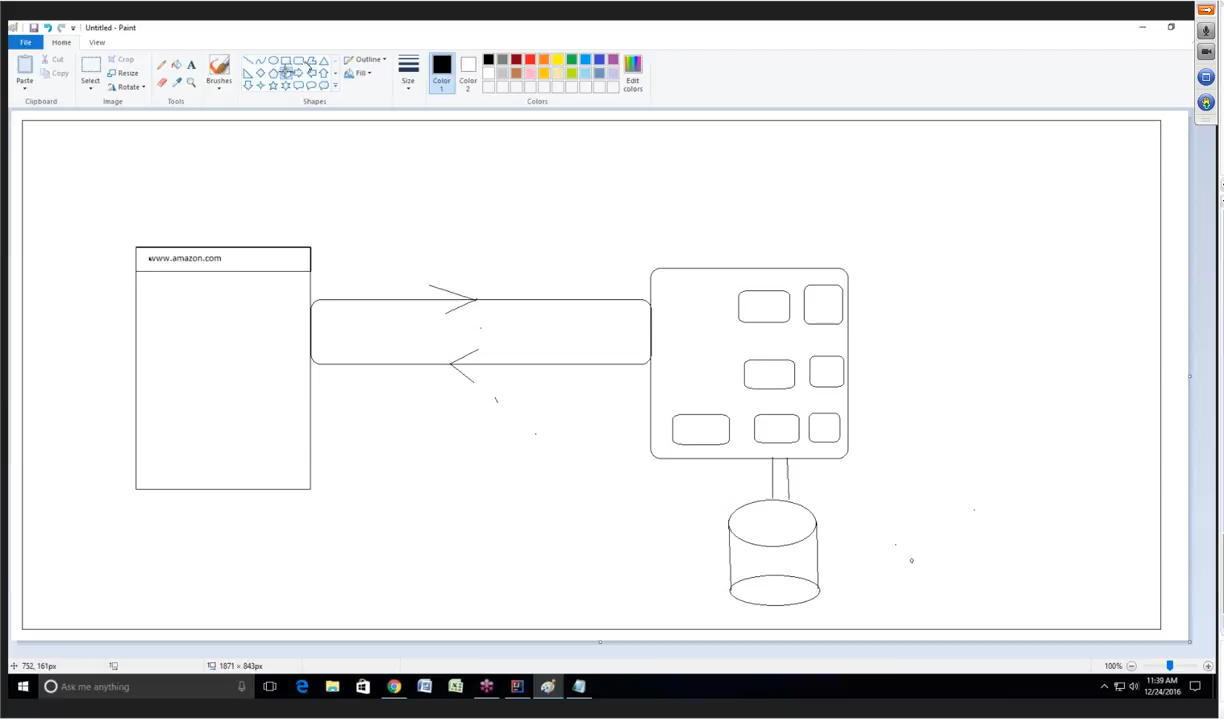 Untitled - Paint
File Home View
Paste
Cut
Copy
Clipboard
Select
Crop
Resize
Rotate
Image
Tools
Brushes
Shapes
Outline
Fill
Size
Color 1
Color 2
Edit colors
Colors
www.amazon.com
752, 161px
1871 × 843px
100%
Ask me anything
11:39 AM
12/24/2016